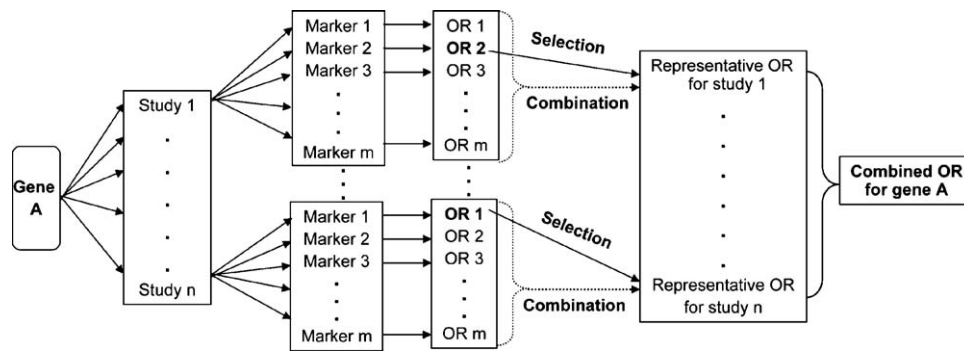 Gene
A
Study 1
Study n
Marker 1
Marker 2
Marker 3
Marker m
OR 1
OR 2
OR 3
OR m
Selection
Combination
Marker 1
Marker 2
Marker 3
Marker m
OR 1
OR 2
OR 3
OR m
Selection
Combination
Representative OR
for study 1
Representative OR
for study n
Combined OR
for gene A